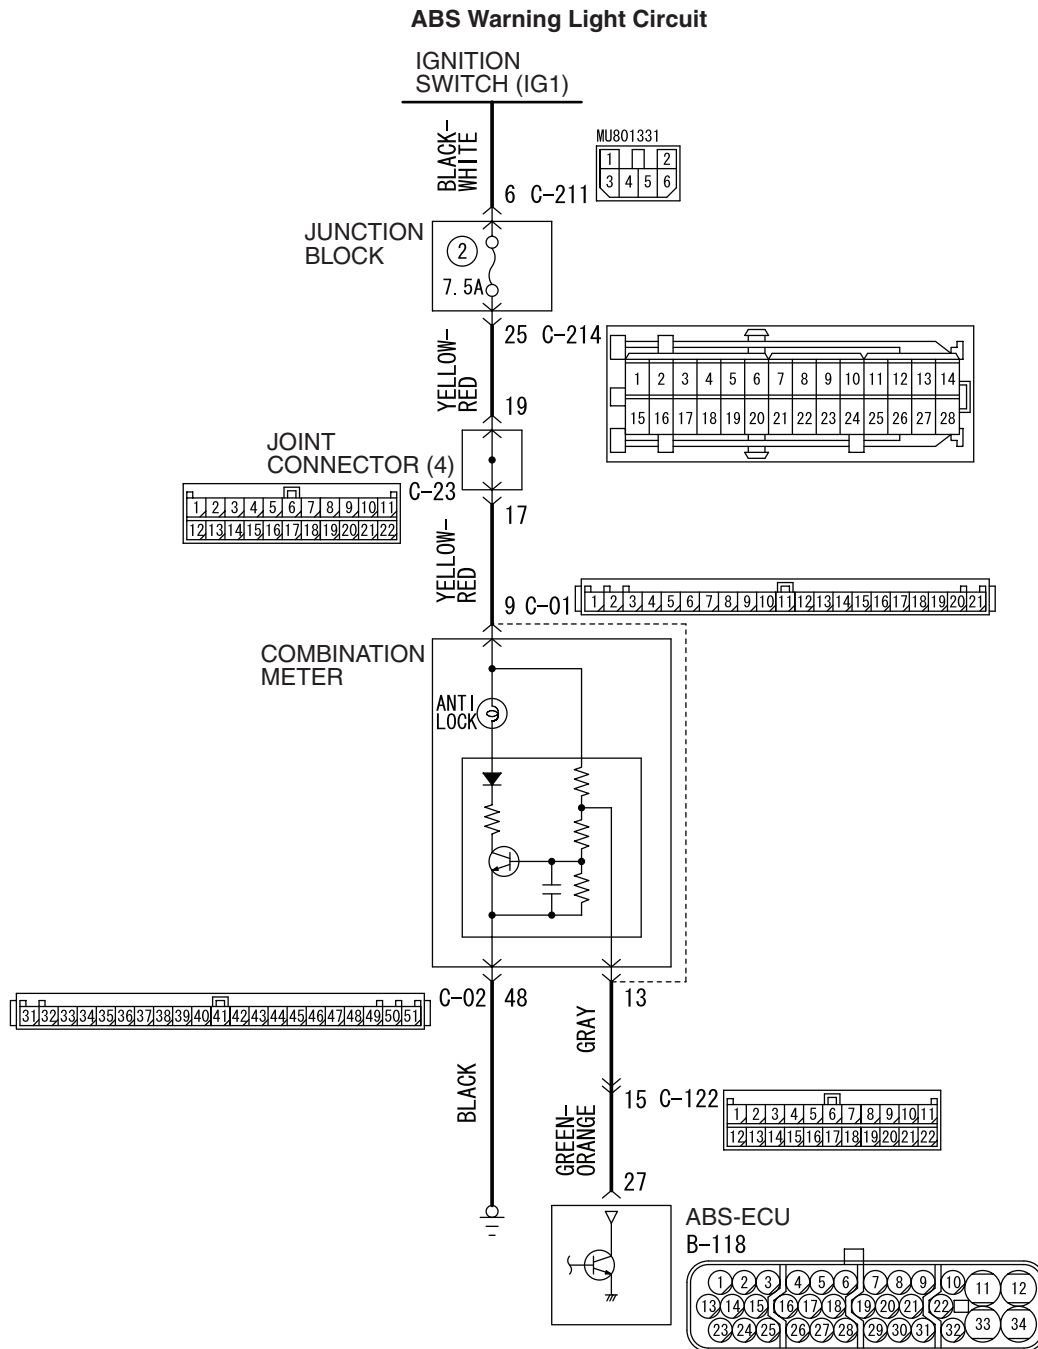 ABS Warning Light Circuit
IGNITION
SWITCH (IG1)
BLACK-
WHITE
MU801331
1 2
3 4 5 6
6 C-211
JUNCTION
BLOCK
2
7.5A
25 C-214
YELLOW-
RED
1 2 3 4 5 6 7 8 9 10 11 12 13 14
15 16 17 18 19 20 21 22 23 24 25 26 27 28
19
JOINT
CONNECTOR (4)
C-23
1 2 3 4 5 6 7 8 9 10 11
12 13 14 15 16 17 18 19 20 21 22
17
YELLOW-
RED
9 C-01
1 2 3 4 5 6 7 8 9 10 11 12 13 14 15 16 17 18 19 20 21
COMBINATION
METER
ANTI
LOCK
C-02 48
13
31 32 33 34 35 36 37 38 39 40 41 42 43 44 45 46 47 48 49 50 51
BLACK
GRAY
15 C-122
1 2 3 4 5 6 7 8 9 10 11
12 13 14 15 16 17 18 19 20 21 22
GREEN-
ORANGE
27
ABS-ECU
B-118
1 2 3 4 5 6 7 8 9 10 11 12
13 14 15 16 17 18 19 20 21 22
23 24 25 26 27 28 29 30 31 32 33 34